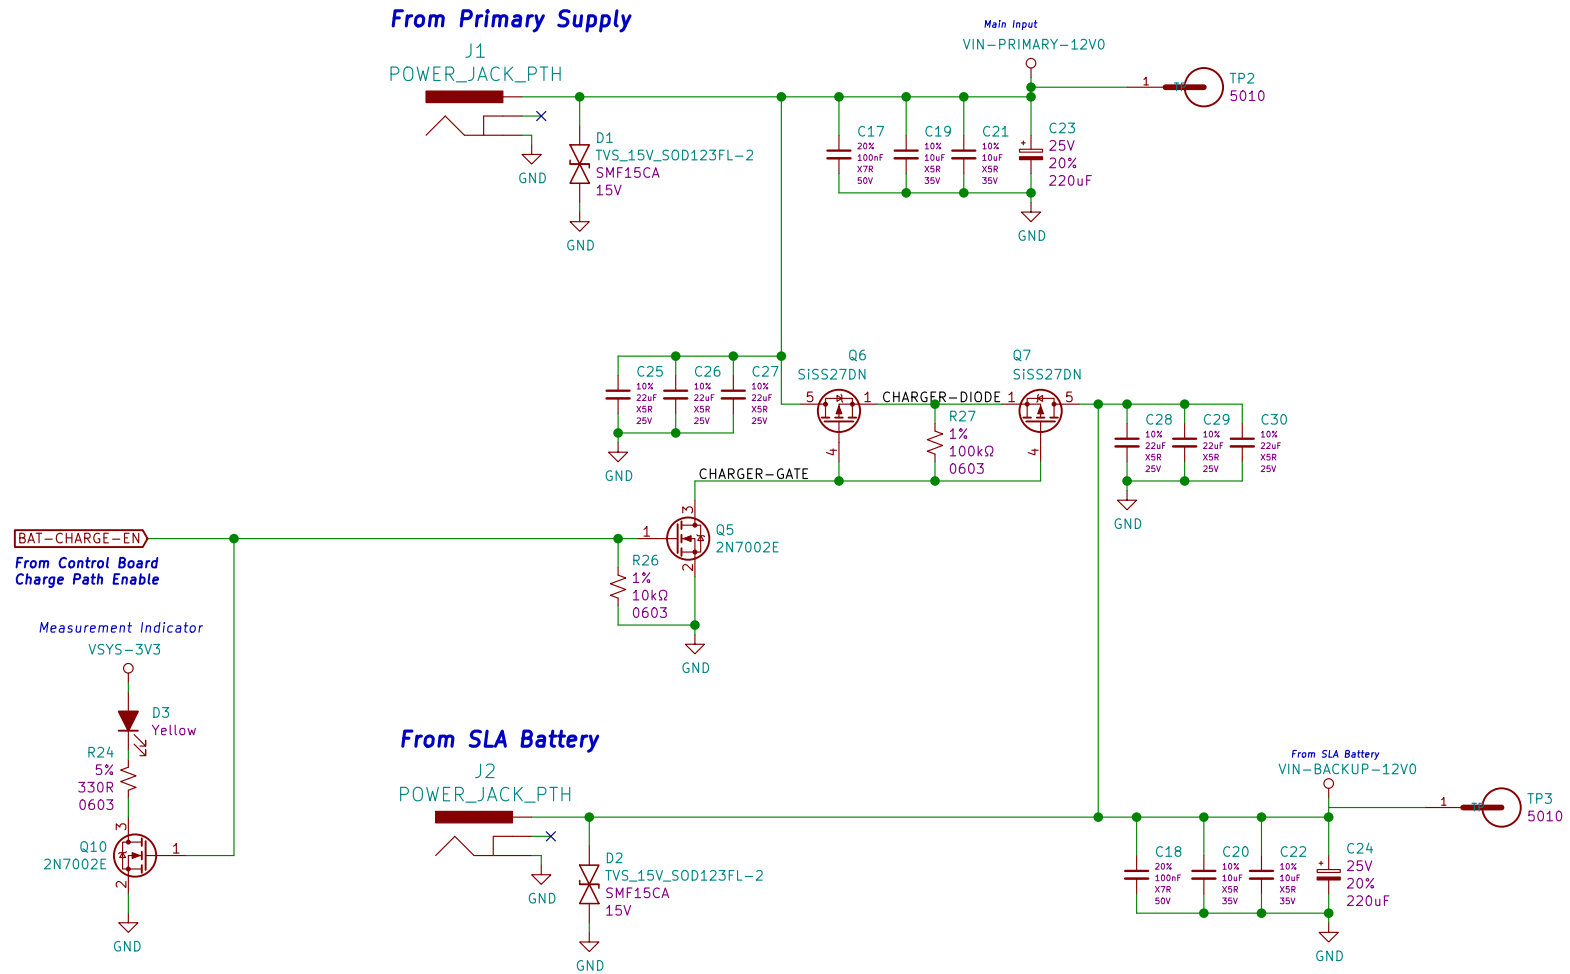 From Primary Supply
J1
POWER_JACK_PTH
GND
D1
TVS_15V_SOD123FL-2
SMF15CA
15V
GND
Main Input
VIN-PRIMARY-12V0
1
TP2
5010
C17
20%
100nF
X7R
50V
C19
10%
10uF
X5R
35V
C21
10%
10uF
X5R
35V
C23
25V
20%
220uF
GND
C25
10%
22uF
X5R
25V
C26
10%
22uF
X5R
25V
C27
10%
22uF
X5R
25V
GND
Q6
SiSS27DN
5
1
4
CHARGER-DIODE
Q7
SiSS27DN
1
5
4
R27
1%
100kΩ
0603
C28
10%
22uF
X5R
25V
C29
10%
22uF
X5R
25V
C30
10%
22uF
X5R
25V
GND
CHARGER-GATE
3
1
2
Q5
2N7002E
BAT-CHARGE-EN
From Control Board
Charge Path Enable
R26
1%
10kΩ
0603
GND
Measurement Indicator
VSYS-3V3
D3
Yellow
R24
5%
330R
0603
3
Q10
2N7002E
1
2
GND
From SLA Battery
J2
POWER_JACK_PTH
GND
D2
TVS_15V_SOD123FL-2
SMF15CA
15V
GND
From SLA Battery
VIN-BACKUP-12V0
1
TP3
5010
C18
20%
100nF
X7R
50V
C20
10%
10uF
X5R
35V
C22
10%
10uF
X5R
35V
C24
25V
20%
220uF
GND